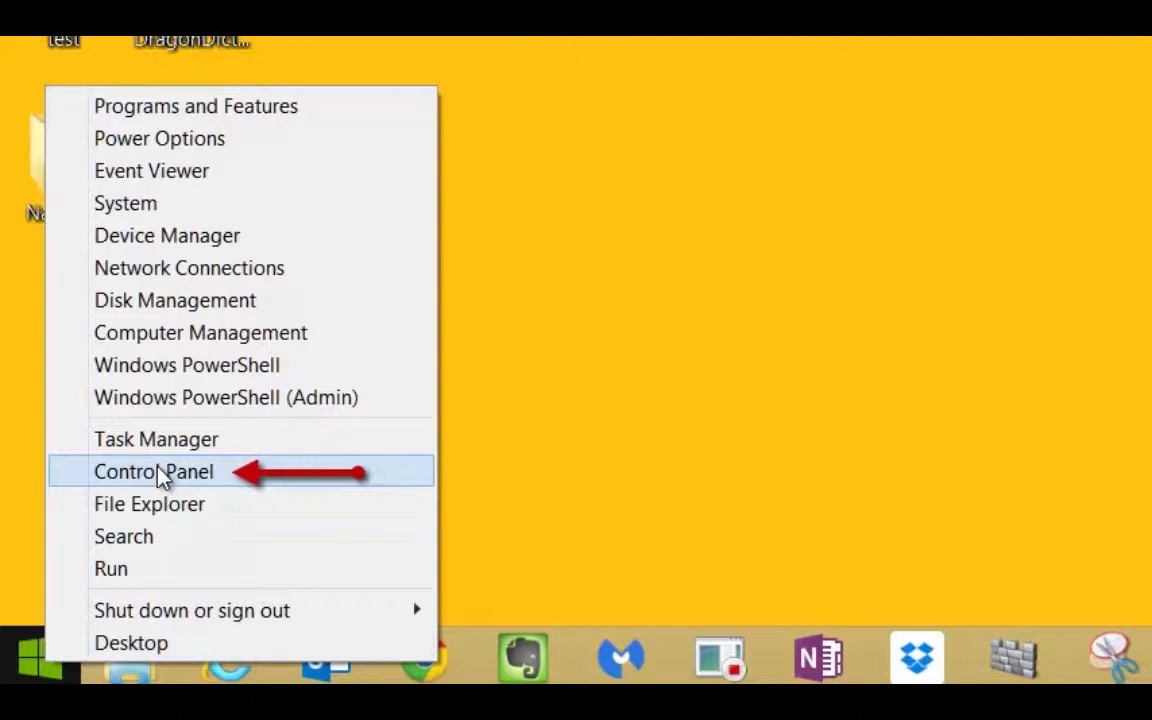 test DragonDict...
Programs and Features
Power Options
Event Viewer
System
Device Manager
Network Connections
Disk Management
Computer Management
Windows PowerShell
Windows PowerShell (Admin)
Task Manager
Control Panel
File Explorer
Search
Run
Shut down or sign out
Desktop
N